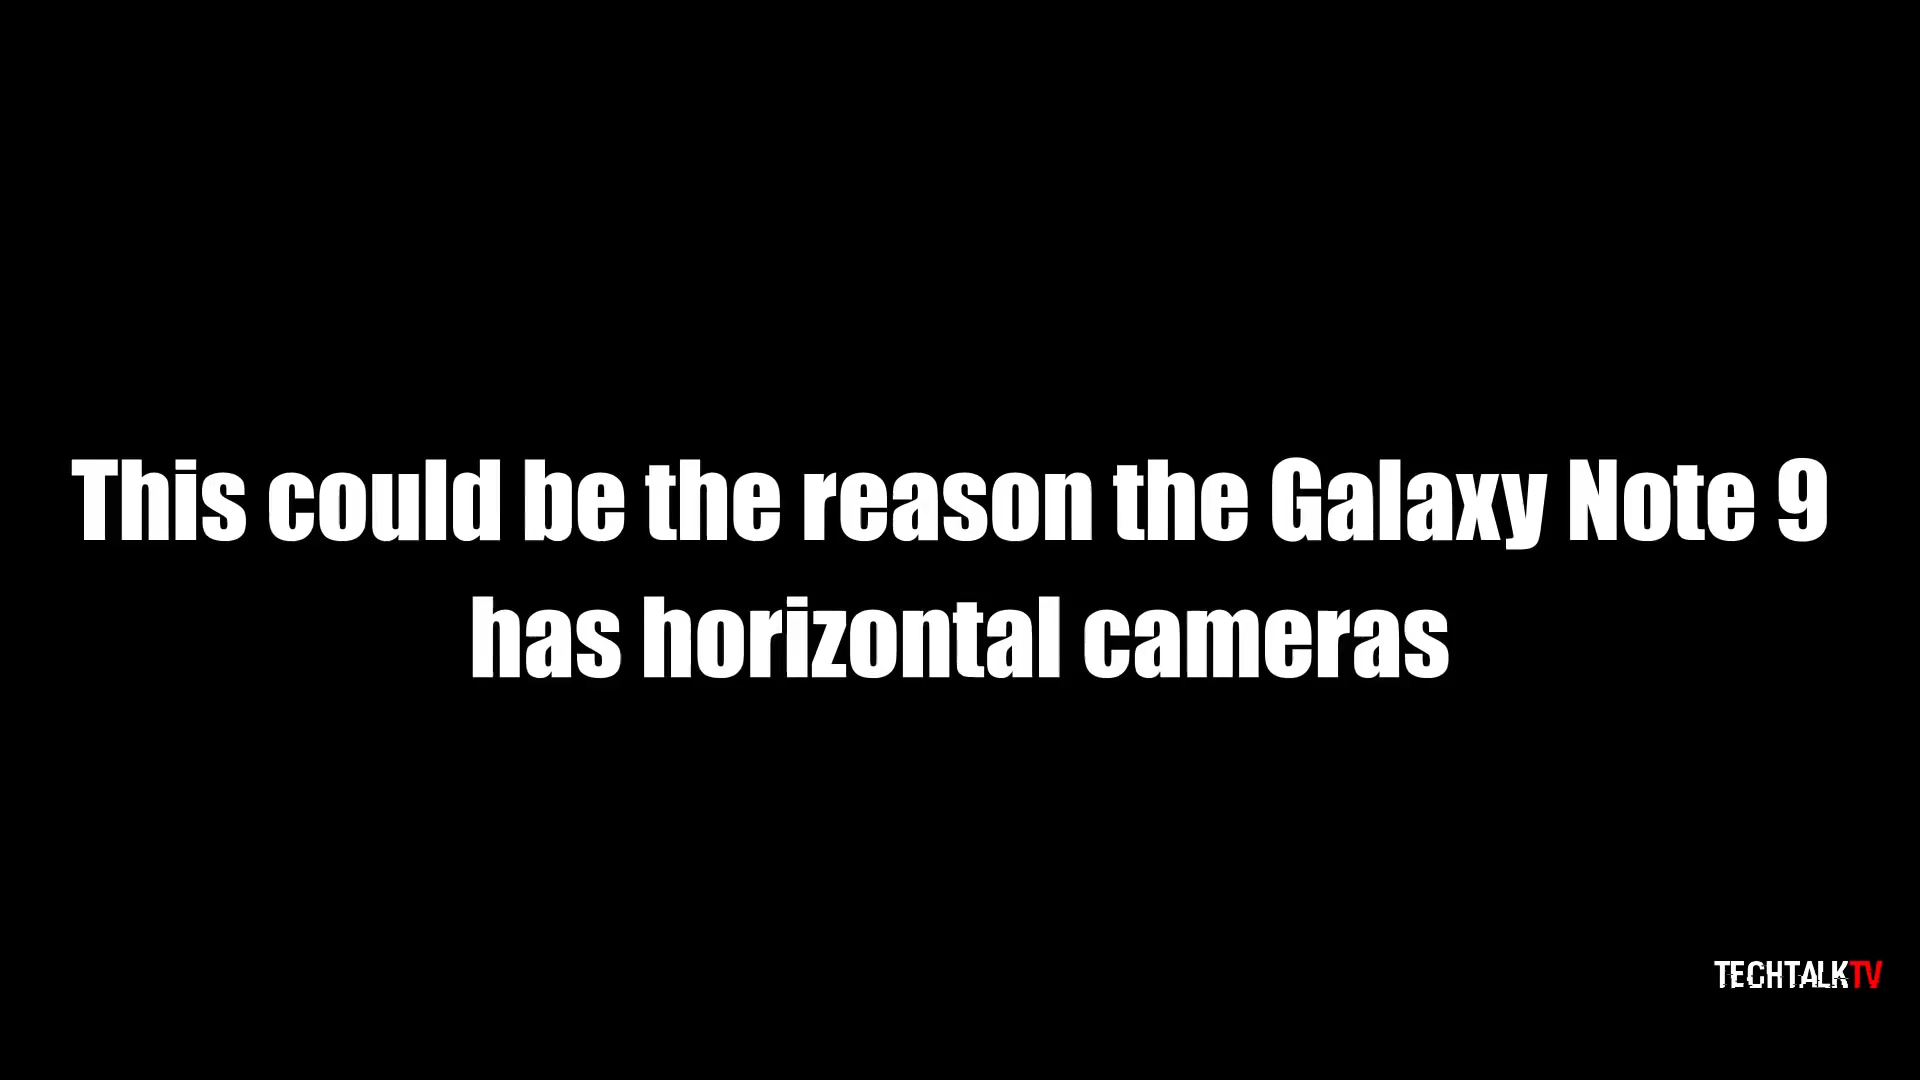 This could be the reason the Galaxy Note 9
has horizontal cameras
TECHTALKTV